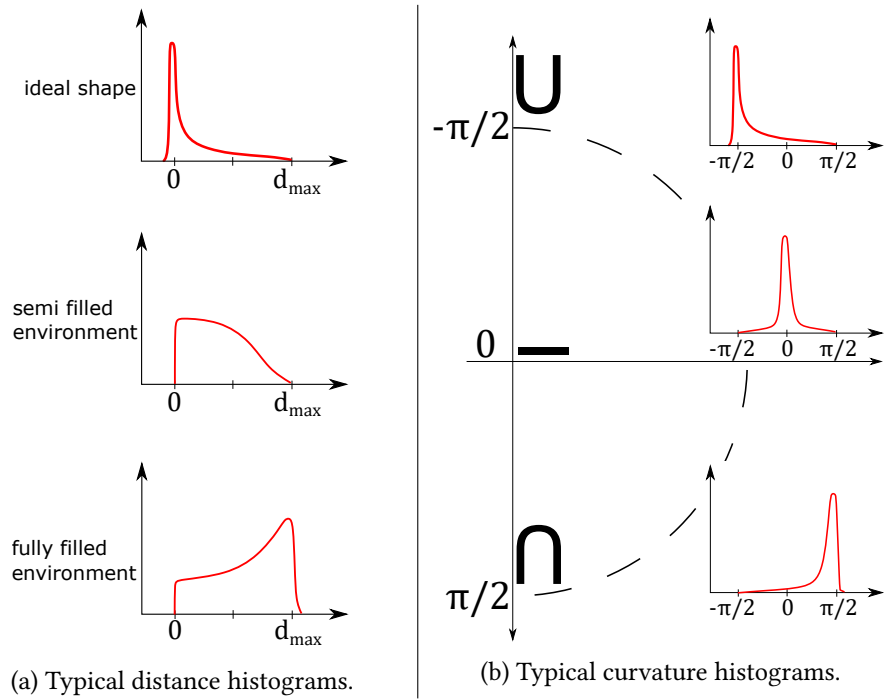 ideal shape
0
d_max
semi filled
environment
0
d_max
fully filled
environment
0
d_max
(a) Typical distance histograms.
-π/2
0
π/2
-π/2
0
π/2
-π/2
0
π/2
-π/2
0
π/2
(b) Typical curvature histograms.